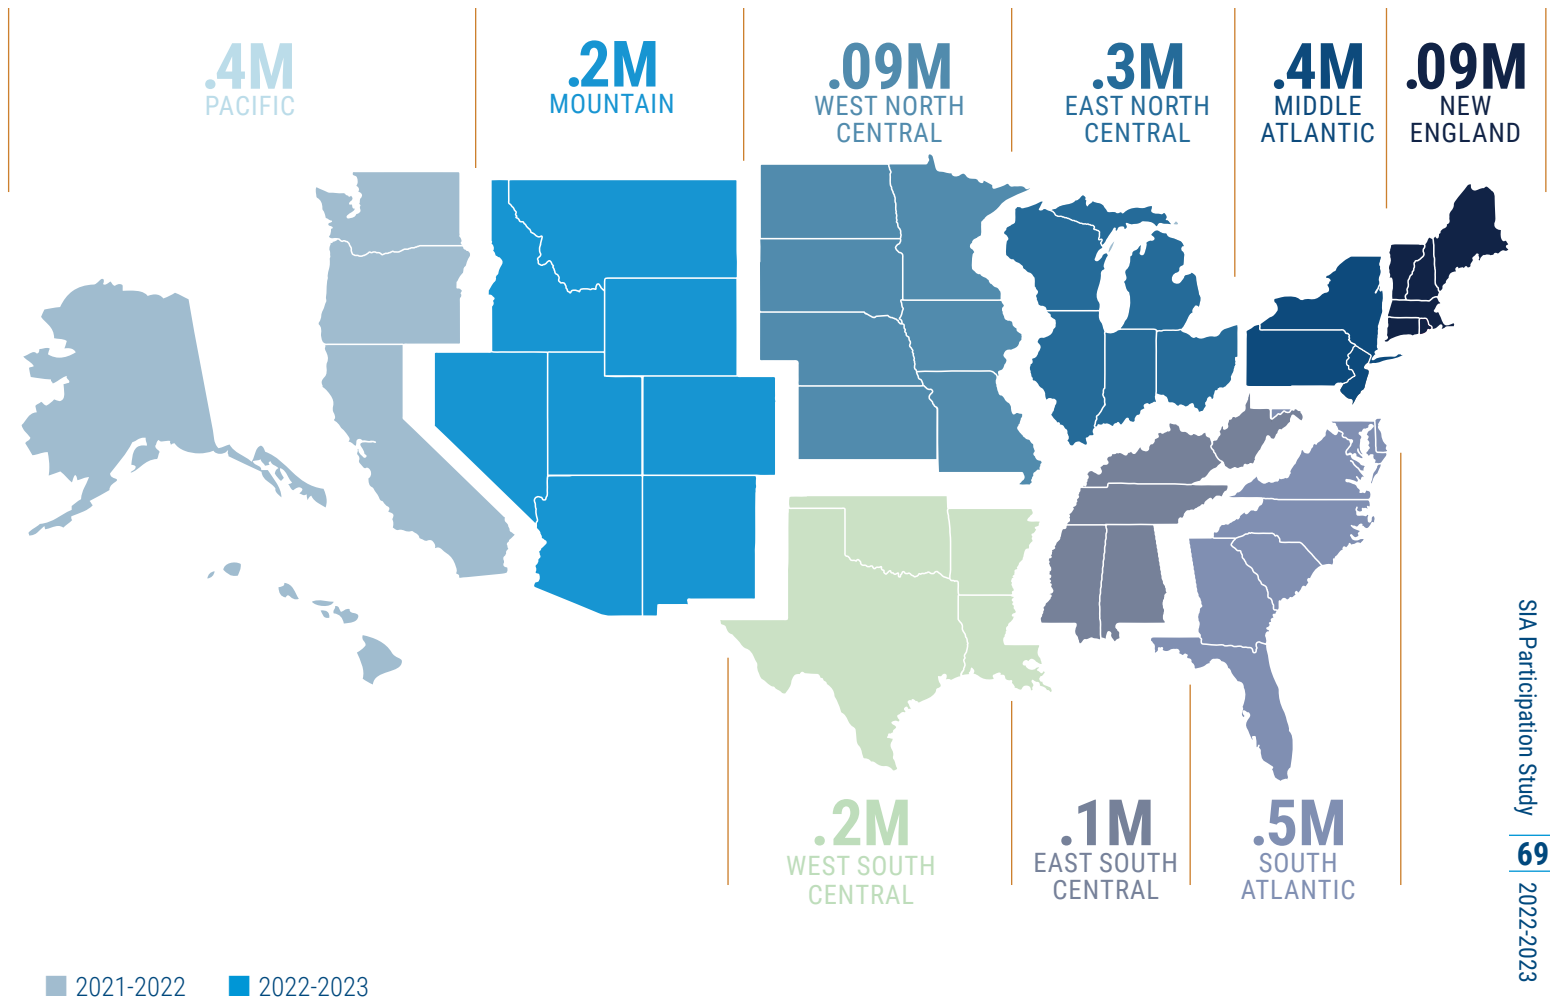 .4M
PACIFIC
.2M
MOUNTAIN
.09M
WEST NORTH
CENTRAL
.3M
EAST NORTH
CENTRAL
.4M
MIDDLE
ATLANTIC
.09M
NEW
ENGLAND
.2M
WEST SOUTH
CENTRAL
.1M
EAST SOUTH
CENTRAL
.5M
SOUTH
ATLANTIC
SIA Participation Study
69
2022-2023
2021-2022
2022-2023